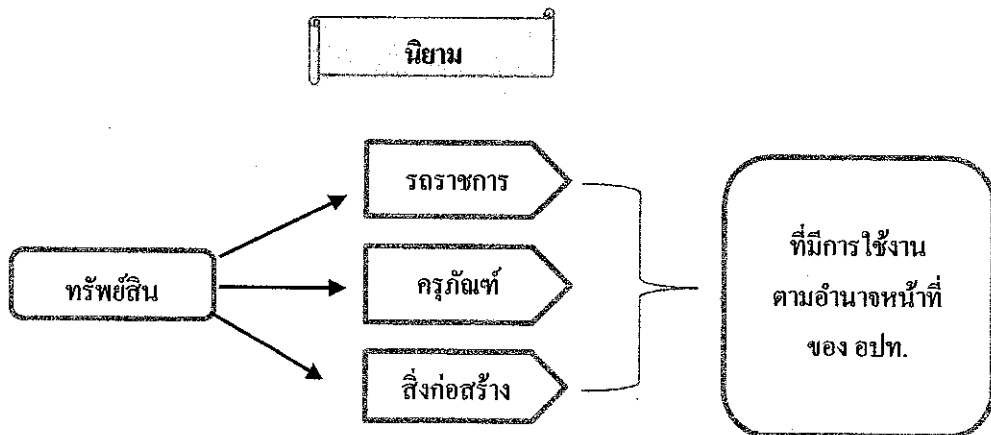 นิยาม
ทรัพย์สิน
รถราชการ
ครุภัณฑ์
สิ่งก่อสร้าง
ที่มีการใช้งาน
ตามอำนาจหน้าที่
ของ อปท.